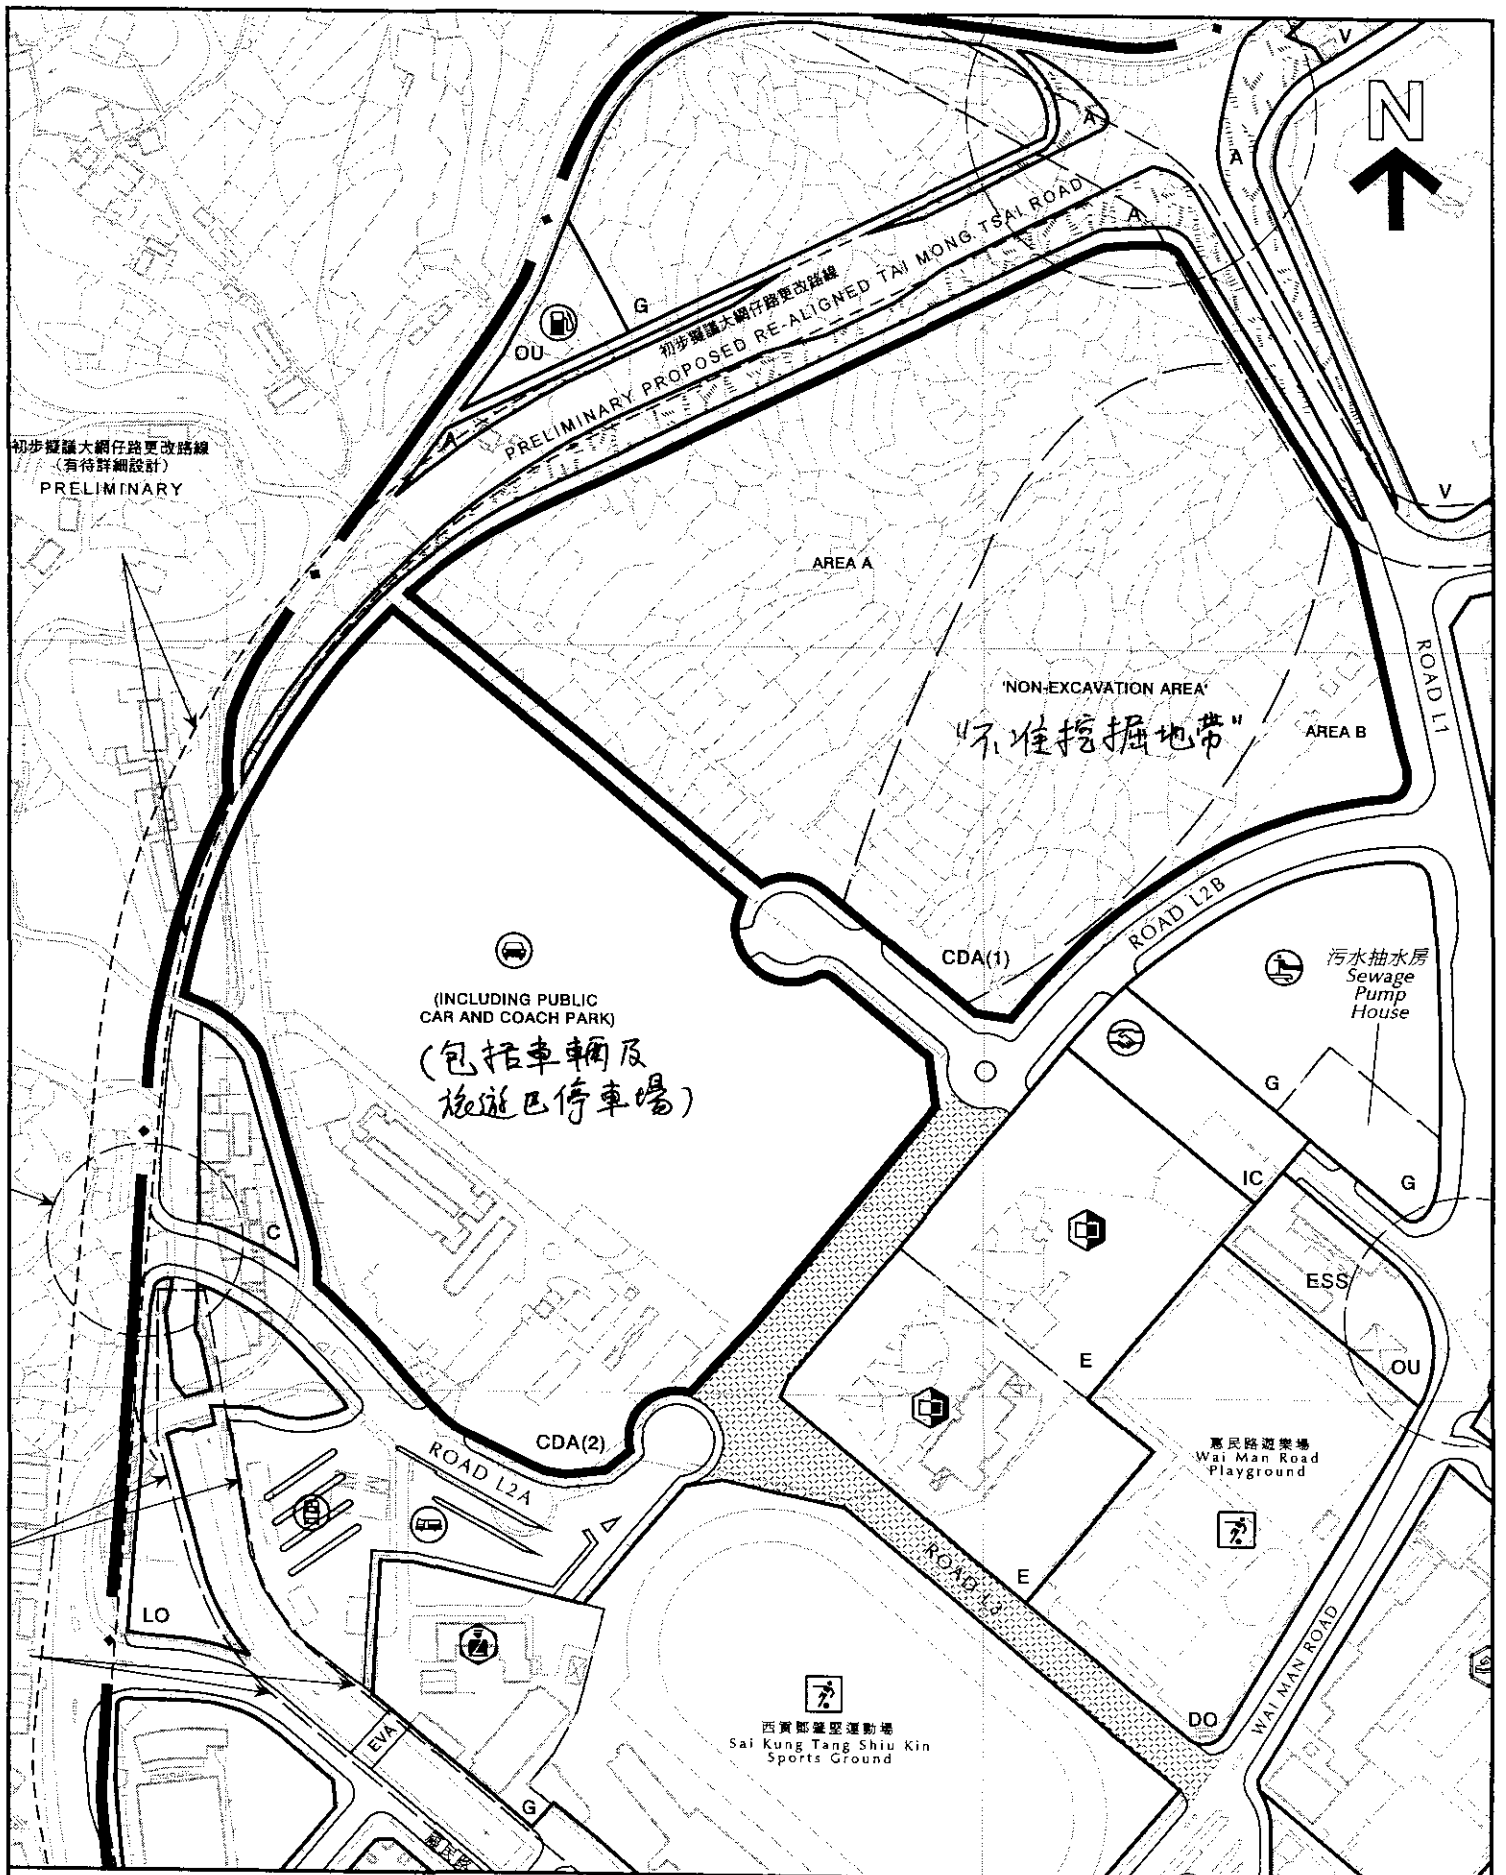 V
N
A
A
A
初步擬議大網仔路更改路線
PRELIMINARY PROPOSED RE-ALIGNED TAI MONG TSAI ROAD
G
OU
A
初步擬議大網仔路更改路線
(有待詳細設計)
PRELIMINARY
V
AREA A
'NON-EXCAVATION AREA'
"不准挖掘地帶"
AREA B
ROAD L1
ROAD L2B
CDA(1)
污水抽水房
Sewage
Pump
House
(INCLUDING PUBLIC
CAR AND COACH PARK)
(包括車輛及
旅遊巴停車場)
G
IC
G
C
ESS
E
OU
CDA(2)
ROAD L2A
惠民路遊樂場
Wai Man Road
Playground
ROAD L3
E
LO
WAI MAN ROAD
西貢鄧肇堅運動場
Sai Kung Tang Shiu Kin
Sports Ground
DO
EVA
G
惠民路